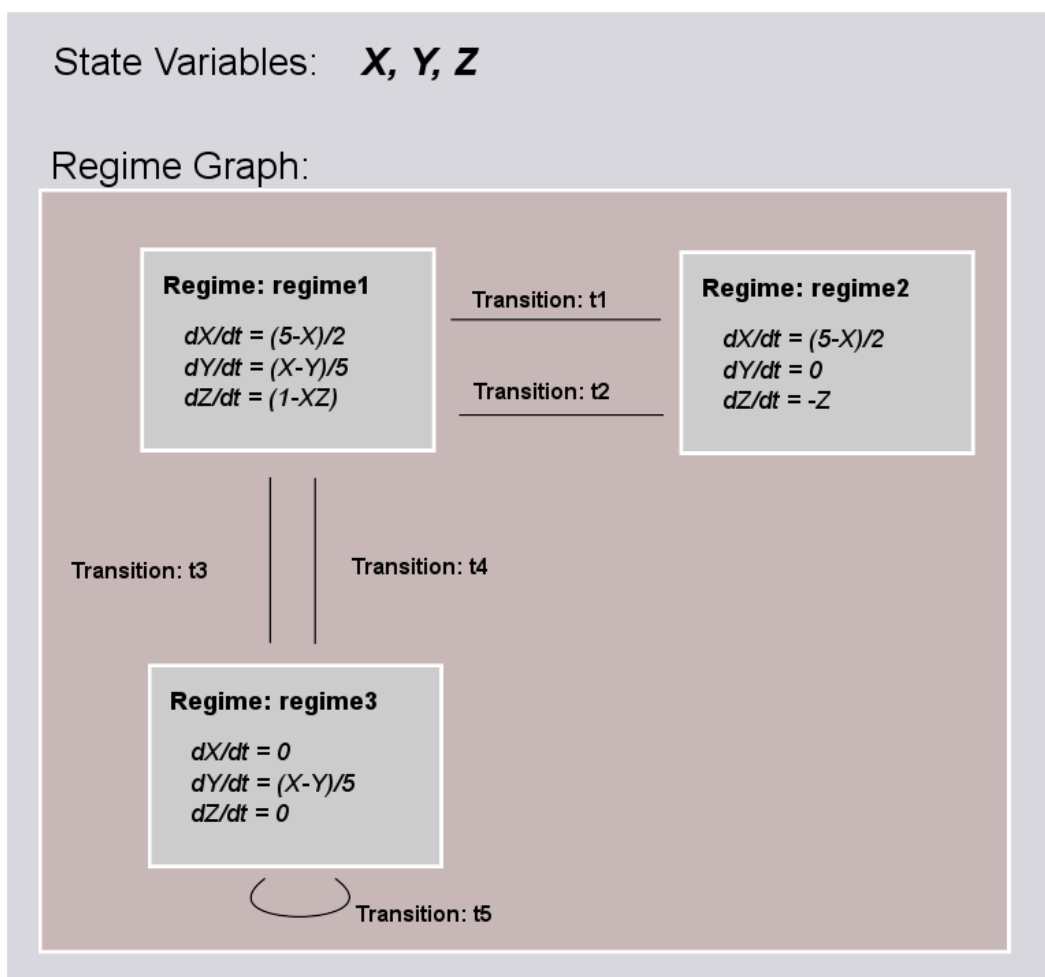 State Variables: X, Y, Z
Regime Graph:
Regime: regime1
dX/dt = (5-X)/2
dY/dt = (X-Y)/5
dZ/dt = (1-XZ)
Transition: t1
Transition: t2
Regime: regime2
dX/dt = (5-X)/2
dY/dt = 0
dZ/dt = -Z
Transition: t3
Transition: t4
Regime: regime3
dX/dt = 0
dY/dt = (X-Y)/5
dZ/dt = 0
Transition: t5